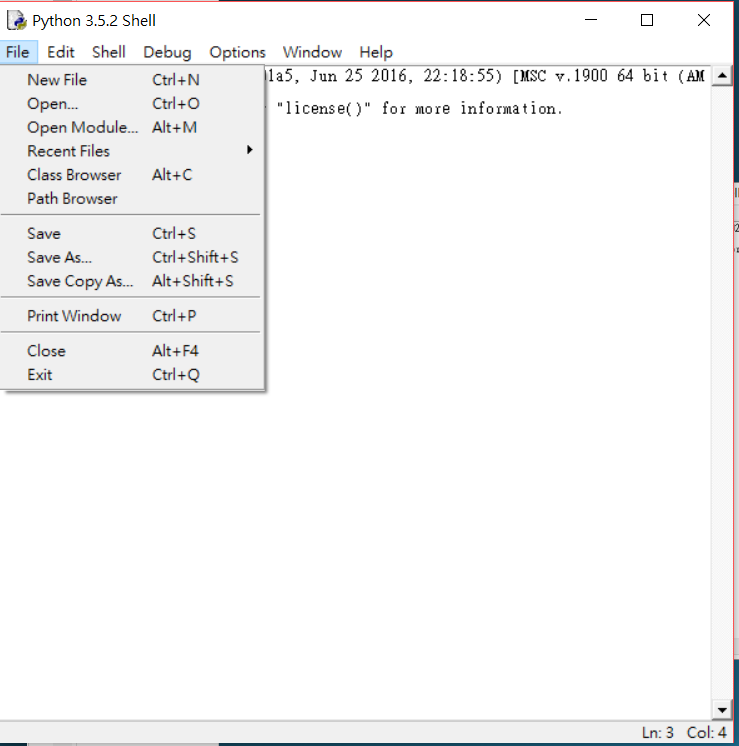 Python 3.5.2 Shell
File Edit Shell Debug Options Window Help
1a5, Jun 25 2016, 22:18:55) [MSC v.1900 64 bit (AM
"license()" for more information.
New File Ctrl+N
Open... Ctrl+O
Open Module... Alt+M
Recent Files
Class Browser Alt+C
Path Browser
Save Ctrl+S
Save As... Ctrl+Shift+S
Save Copy As... Alt+Shift+S
Print Window Ctrl+P
Close Alt+F4
Exit Ctrl+Q
Ln: 3 Col: 4